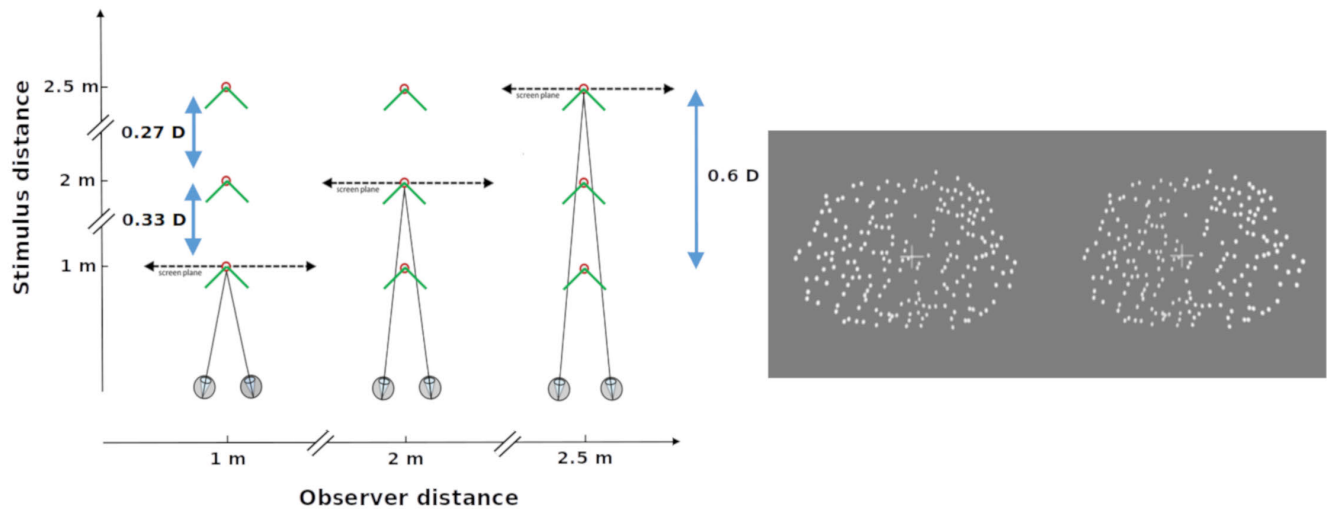 Stimulus distance
2.5 m
2 m
1 m
0.27 D
0.33 D
screen plane
screen plane
screen plane
0.6 D
1 m
2 m
2.5 m
Observer distance